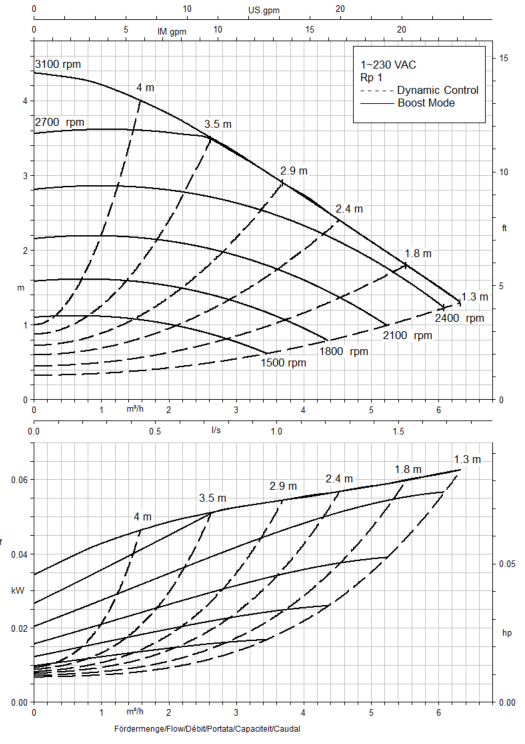 0 10 US.gpm 20
0 5 IM.gpm 10 15 20
3100 rpm
4 m
1~230 VAC
Rp 1
Dynamic Control
Boost Mode
15
4
2700 rpm
3.5 m
3
2.9 m
10
2.4 m
ft
2
1.8 m
m
5
1.3 m
1
2400 rpm
2100 rpm
1800 rpm
1500 rpm
0 0
0 1 m³/h 2 3 4 5 6
0.0 0.5 l/s 1.0 1.5
0.06
4 m
3.5 m
2.9 m
2.4 m
1.8 m
1.3 m
f
0.04
0.05
kW
0.02
hp
0.00 0.00
0 1 m³/h 2 3 4 5 6
Fördermenge/Flow/Débit/Portata/Capaciteit/Caudal